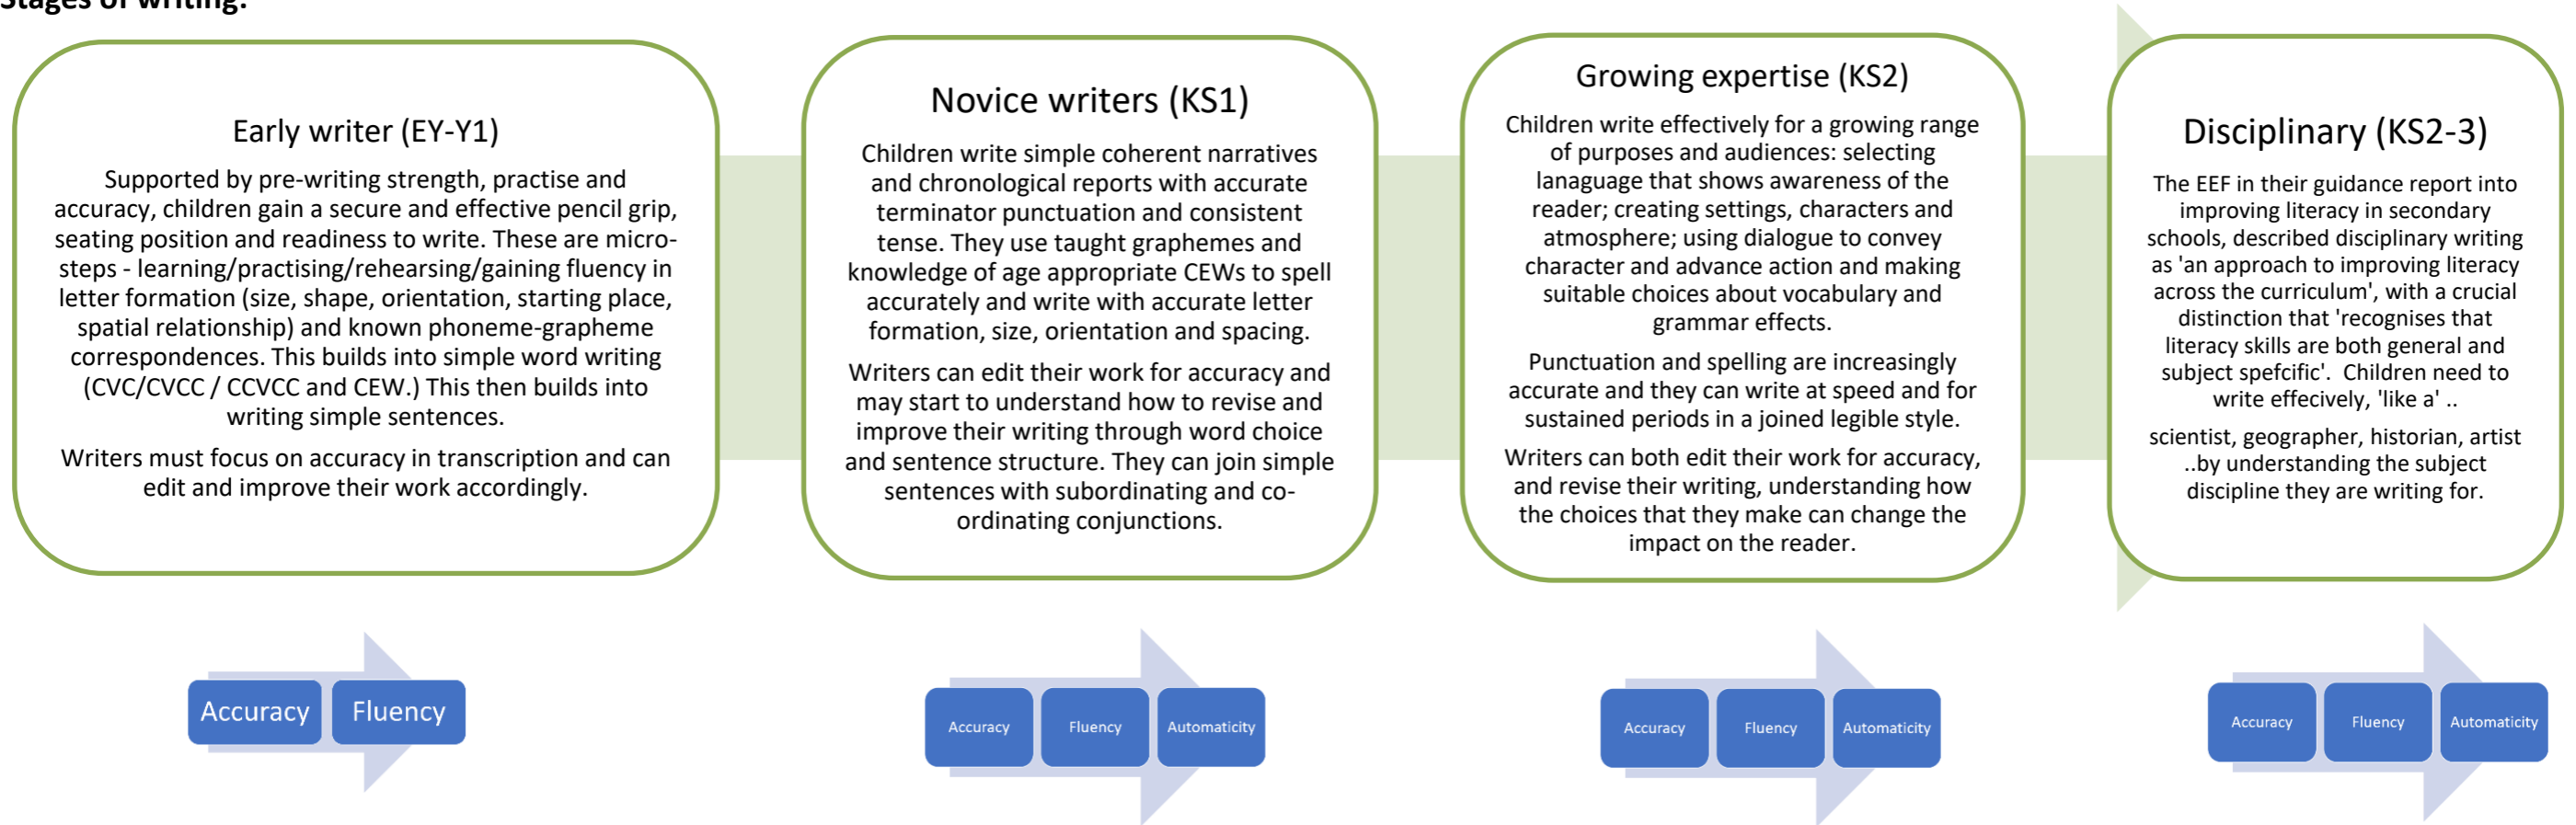 Stages of writing:
Early writer (EY-Y1)
Supported by pre-writing strength, practise and
accuracy, children gain a secure and effective pencil grip,
seating position and readiness to write. These are micro-
steps - learning/practising/rehearsing/gaining fluency in
letter formation (size, shape, orientation, starting place,
spatial relationship) and known phoneme-grapheme
correspondences. This builds into simple word writing
(CVC/CVCC / CCVCC and CEW.) This then builds into
writing simple sentences.
Writers must focus on accuracy in transcription and can
edit and improve their work accordingly.
Novice writers (KS1)
Children write simple coherent narratives
and chronological reports with accurate
terminator punctuation and consistent
tense. They use taught graphemes and
knowledge of age appropriate CEWs to spell
accurately and write with accurate letter
formation, size, orientation and spacing.
Writers can edit their work for accuracy and
may start to understand how to revise and
improve their writing through word choice
and sentence structure. They can join simple
sentences with subordinating and co-
ordinating conjunctions.
Growing expertise (KS2)
Children write effectively for a growing range
of purposes and audiences: selecting
lanaguage that shows awareness of the
reader; creating settings, characters and
atmosphere; using dialogue to convey
character and advance action and making
suitable choices about vocabulary and
grammar effects.
Punctuation and spelling are increasingly
accurate and they can write at speed and for
sustained periods in a joined legible style.
Writers can both edit their work for accuracy,
and revise their writing, understanding how
the choices that they make can change the
impact on the reader.
Disciplinary (KS2-3)
The EEF in their guidance report into
improving literacy in secondary
schools, described disciplinary writing
as 'an approach to improving literacy
across the curriculum', with a crucial
distinction that 'recognises that
literacy skills are both general and
subject spefcific'.  Children need to
write effecively, 'like a' ..
scientist, geographer, historian, artist
..by understanding the subject
discipline they are writing for.
Accuracy Fluency
Accuracy Fluency Automaticity
Accuracy Fluency Automaticity
Accuracy Fluency Automaticity